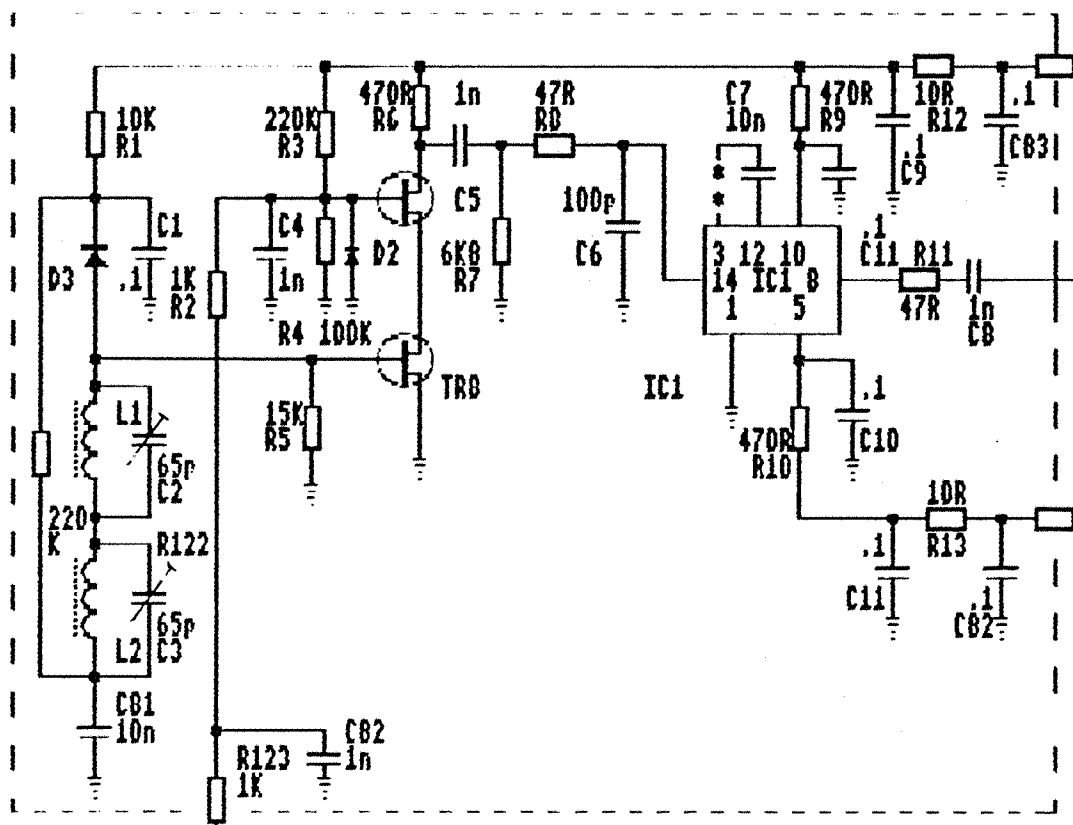 10K
R1
220K
R3
470R
R6
1n
C5
47R
R8
C7
10n
470R
R9
10R
R12
.1
C83
.1
C9
D3
C1
.1
1K
R2
C4
1n
D2
R4 100K
6K8
R7
100p
C6
3 12 10
14 IC1 8
1 5
IC1
.1
C11 R11
47R
1n
C8
TR8
15K
R5
L1
65p
C2
220
K
R122
65p
L2 C3
C81
10n
R123
1K
C82
1n
470R
R10
.1
C10
10R
R13
.1
C11
.1
C82
* *